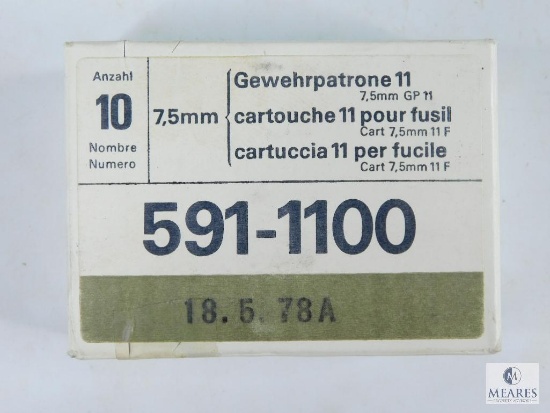 Anzahl
10
Nombre
Numero
7,5mm
Gewehrpatrone 11
7,5mm GP 11
cartouche 11 pour fusil
Cart 7,5mm 11 F
cartuccia 11 per fucile
Cart 7,5mm 11 F
591-1100
18.5.78A
M
MEARES